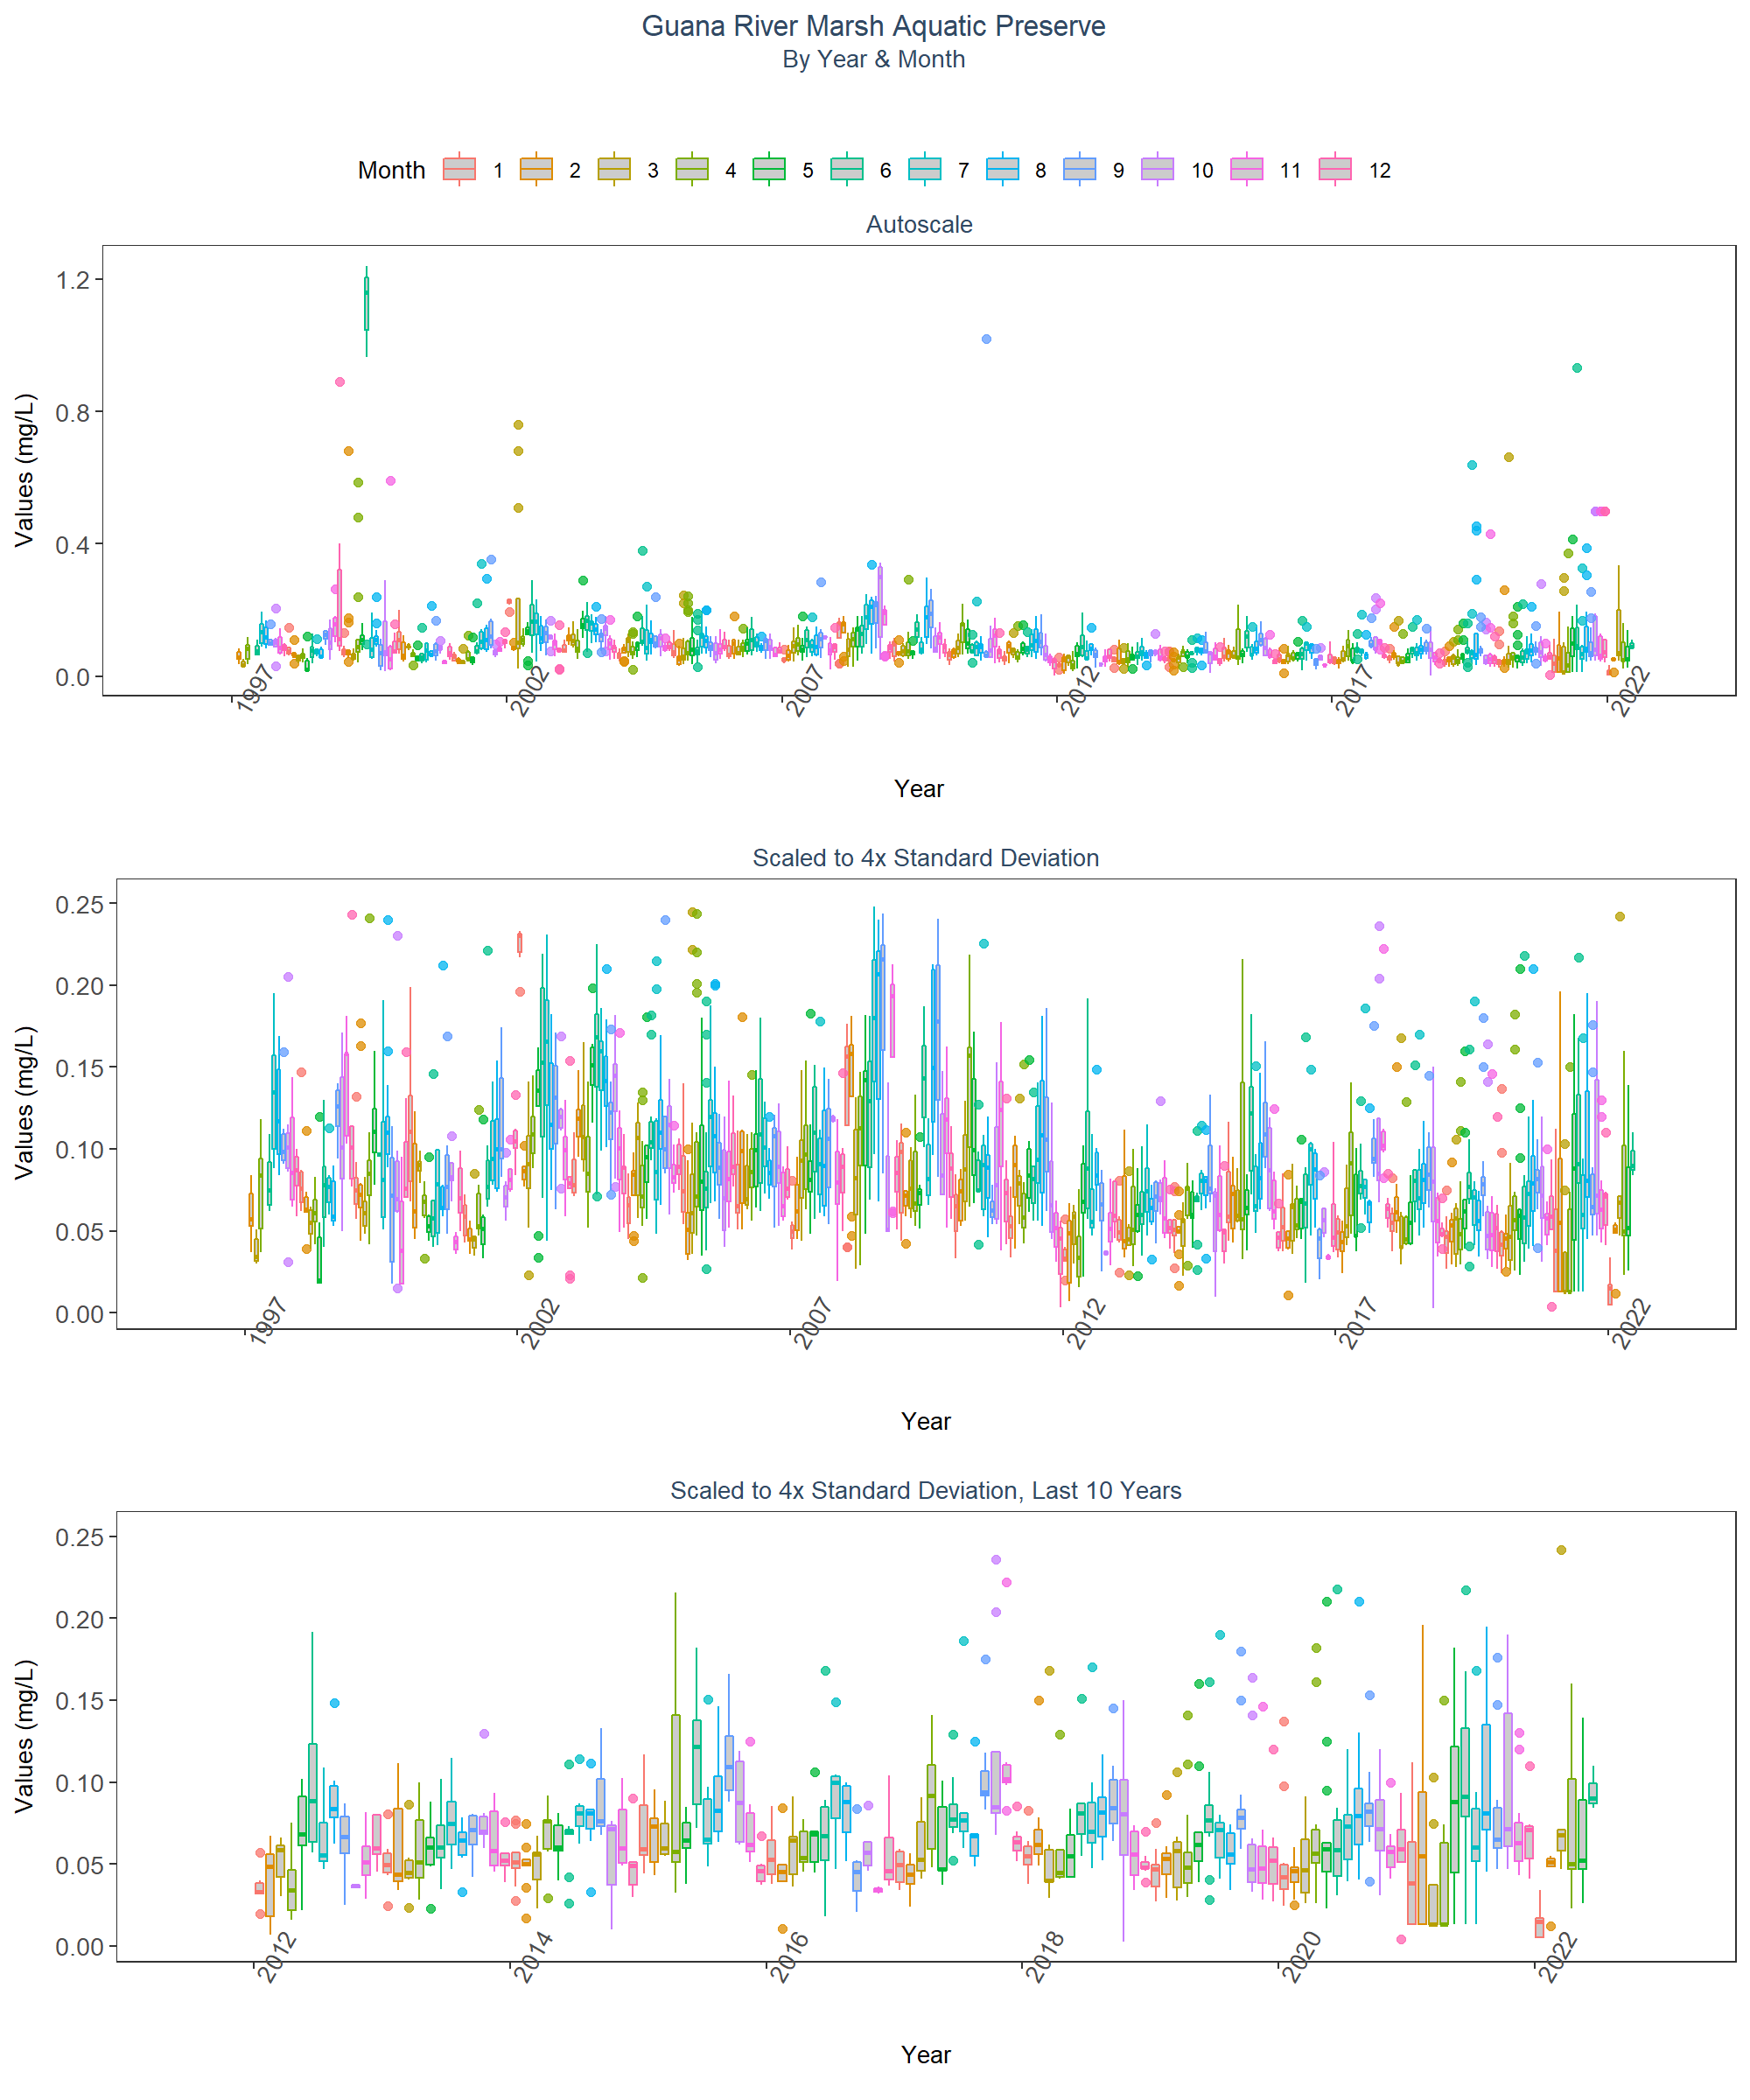 Guana River Marsh Aquatic Preserve
By Year & Month
Month 1 2 3 4 5 6 7 8 9 10 11 12
Autoscale
Values (mg/L)
1.2
0.8
0.4
0.0
1997 2002 2007 2012 2017 2022
Year
Scaled to 4x Standard Deviation
Values (mg/L)
0.25
0.20
0.15
0.10
0.05
0.00
1997 2002 2007 2012 2017 2022
Year
Scaled to 4x Standard Deviation, Last 10 Years
Values (mg/L)
0.25
0.20
0.15
0.10
0.05
0.00
2012 2014 2016 2018 2020 2022
Year